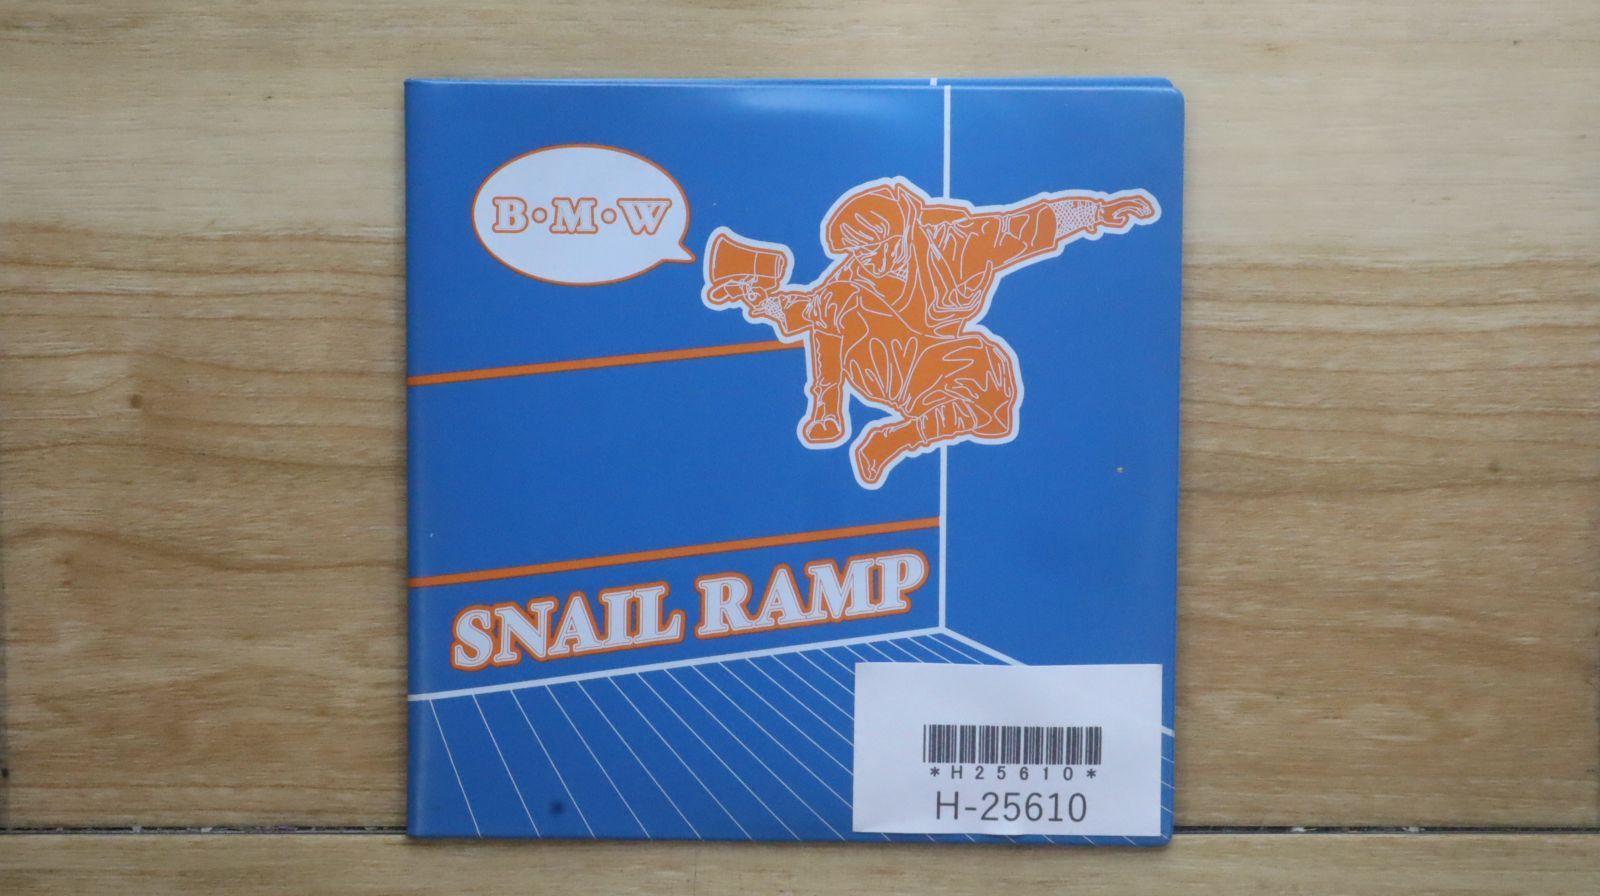 B•M•W
SNAIL RAMP
*H25610*
H-25610